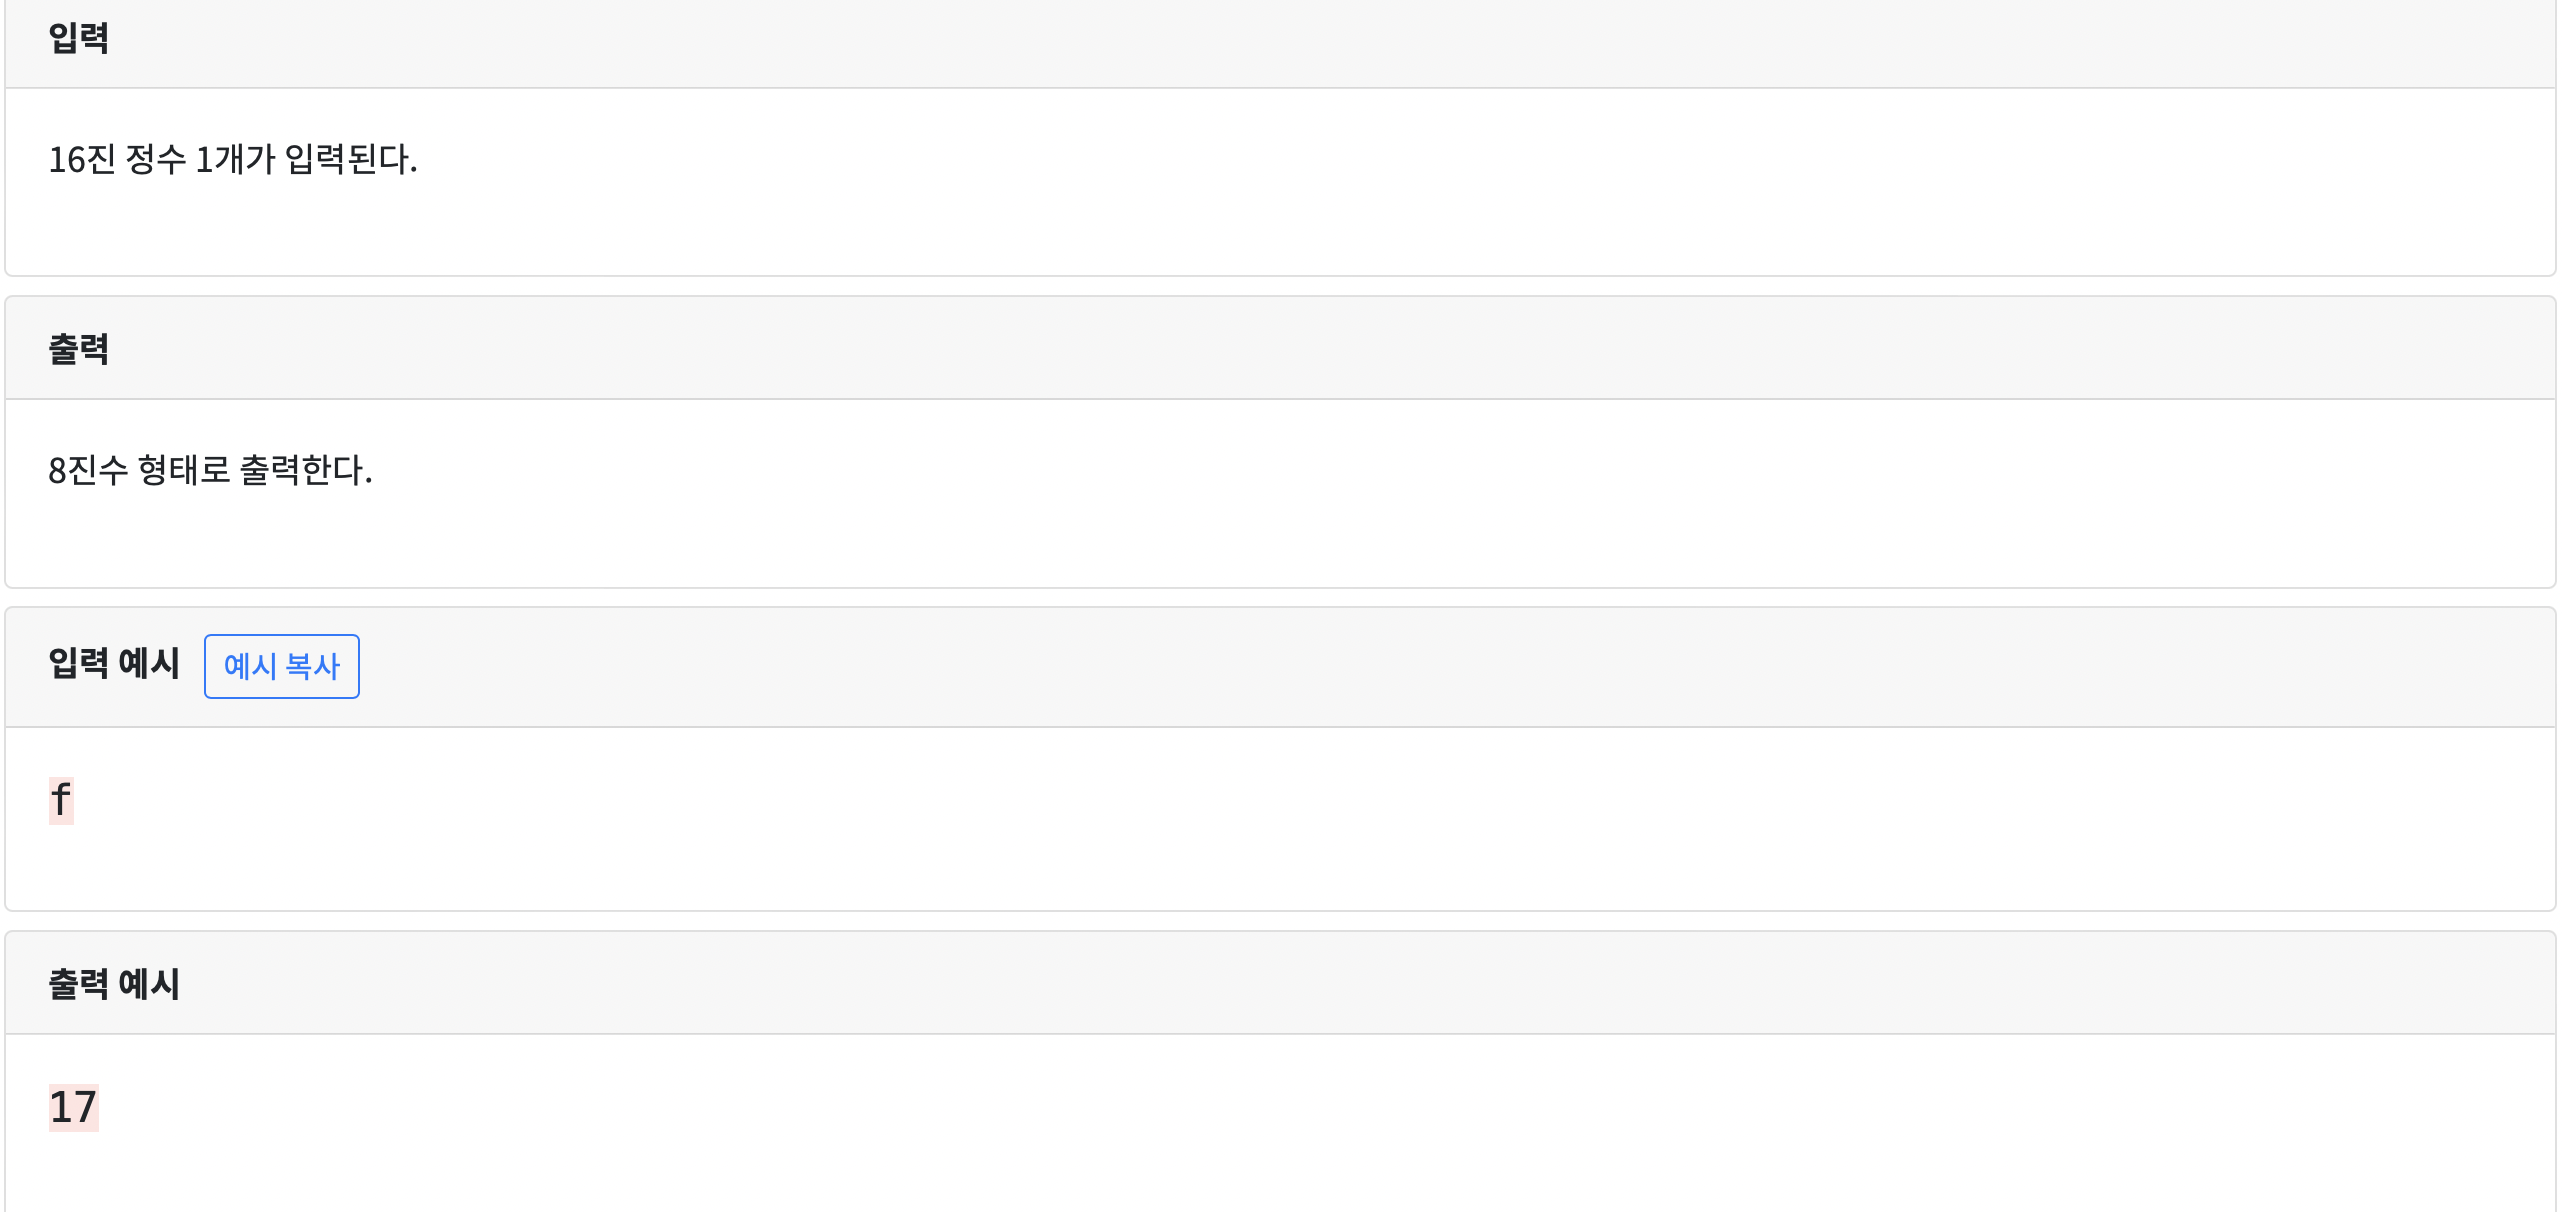 입력
16진 정수 1개가 입력된다.
출력
8진수 형태로 출력한다.
입력 예시 예시 복사
f
출력 예시
17